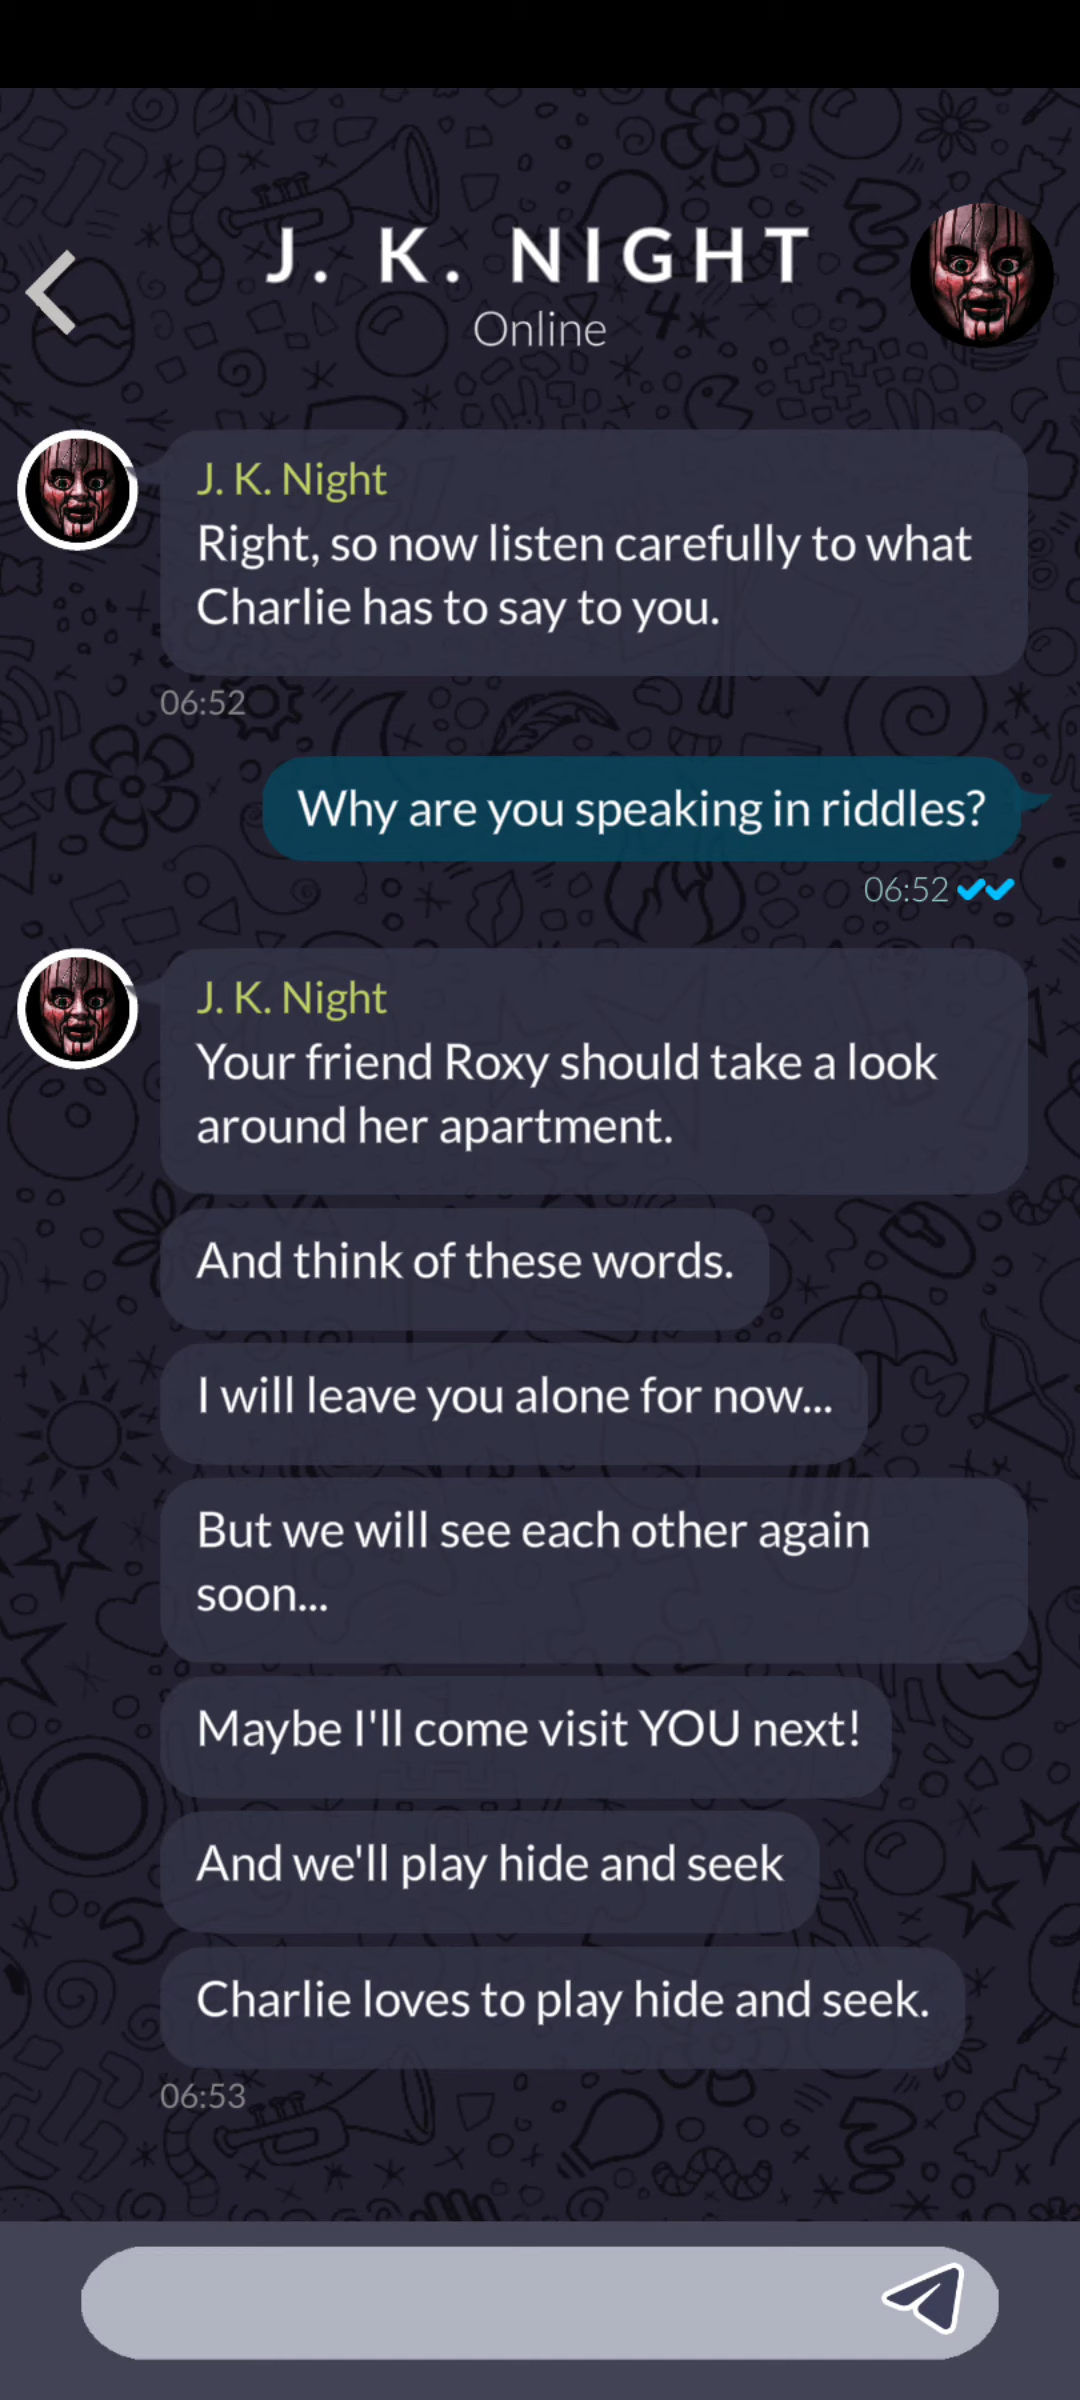 J. K. NIGHT
Online
J. K. Night
Right, so now listen carefully to what
Charlie has to say to you.
06:52
Why are you speaking in riddles?
06:52
J. K. Night
Your friend Roxy should take a look
around her apartment.
And think of these words.
I will leave you alone for now...
But we will see each other again
soon...
Maybe I'll come visit YOU next!
And we'll play hide and seek
Charlie loves to play hide and seek.
06:53